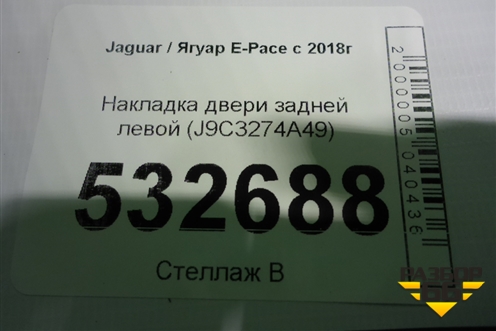 Jaguar / Ягуар E-Pace с 2018г
Накладка двери задней
левой (J9C3274A49)
532688
Стеллаж В
2000005040436
РАЗБОР